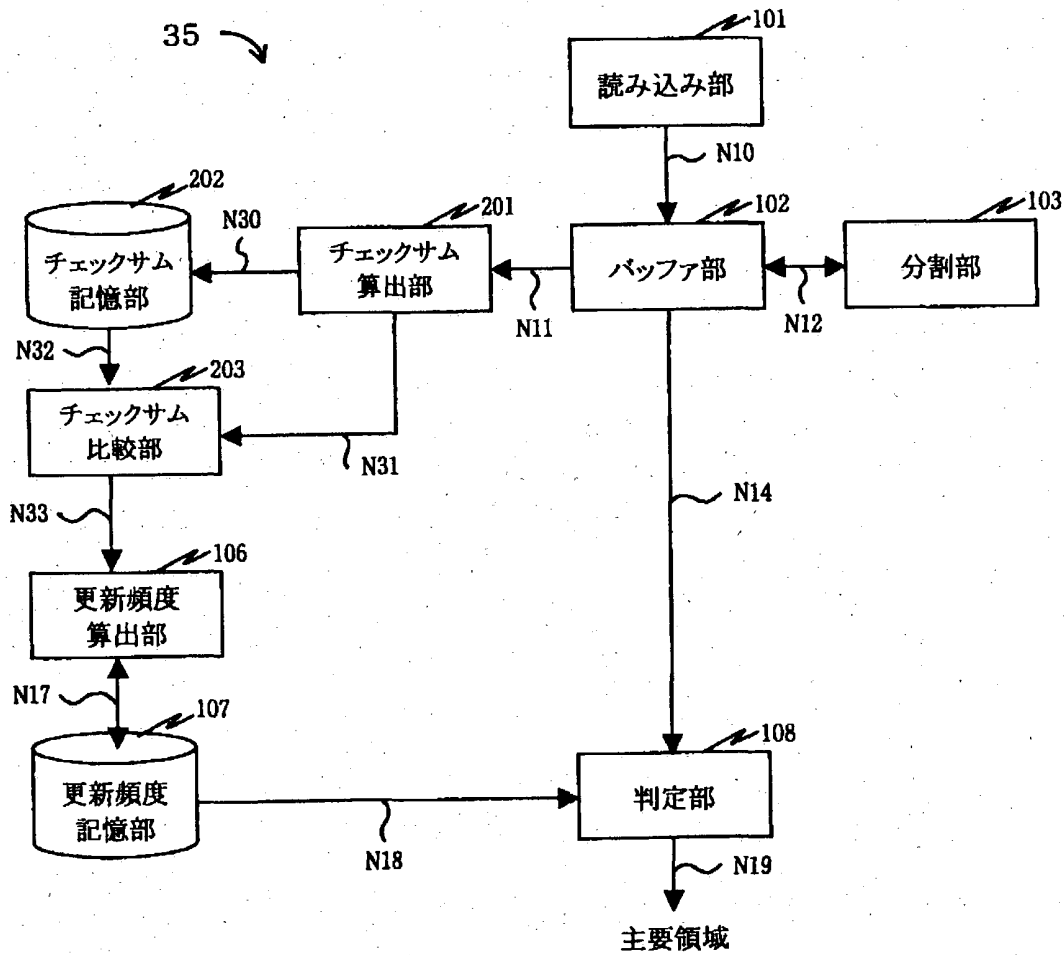 35
101
読み込み部
N10
202
チェックサム
記憶部
N30
201
チェックサム
算出部
N11
102
バッファ部
N12
103
分割部
N32
203
チェックサム
比較部
N31
N14
N33
106
更新頻度
算出部
N17
107
更新頻度
記憶部
N18
108
判定部
N19
主要領域